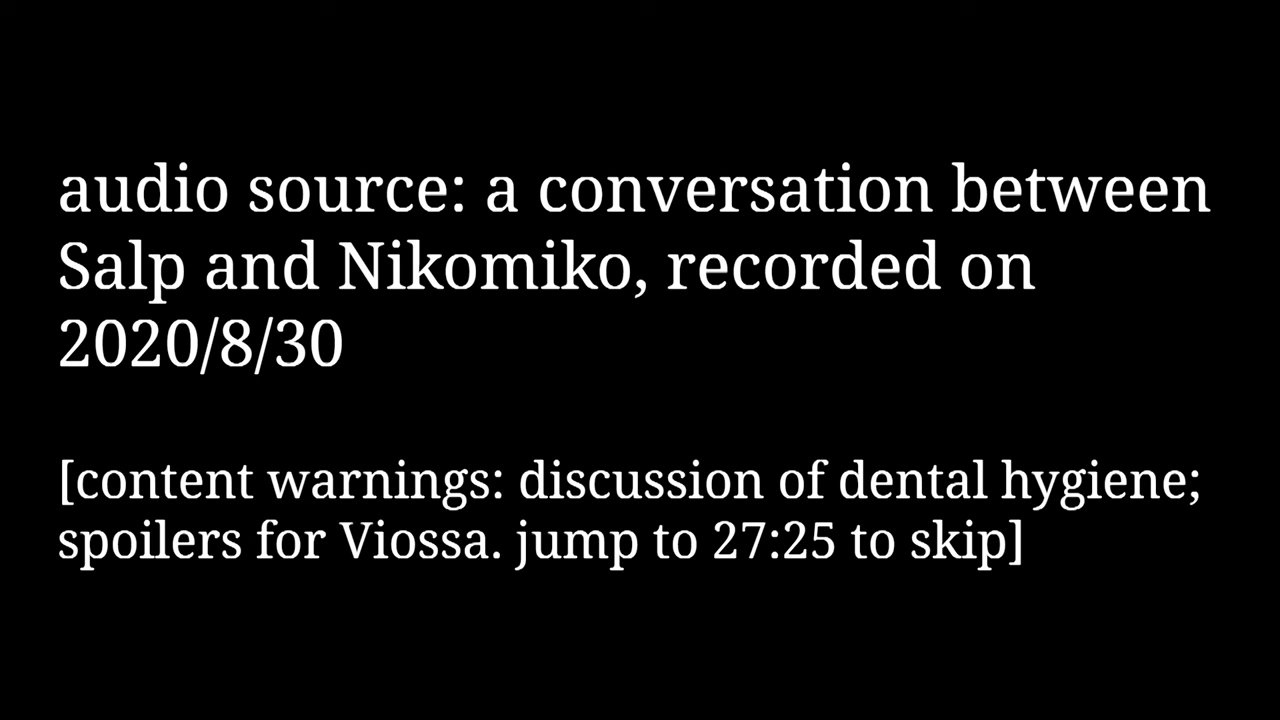 audio source: a conversation between
Salp and Nikomiko, recorded on
2020/8/30
[content warnings: discussion of dental hygiene;
spoilers for Viossa. jump to 27:25 to skip]